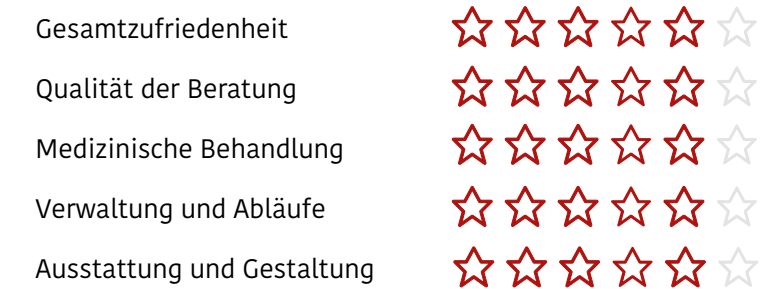 Gesamtzufriedenheit
Qualität der Beratung
Medizinische Behandlung
Verwaltung und Abläufe
Ausstattung und Gestaltung